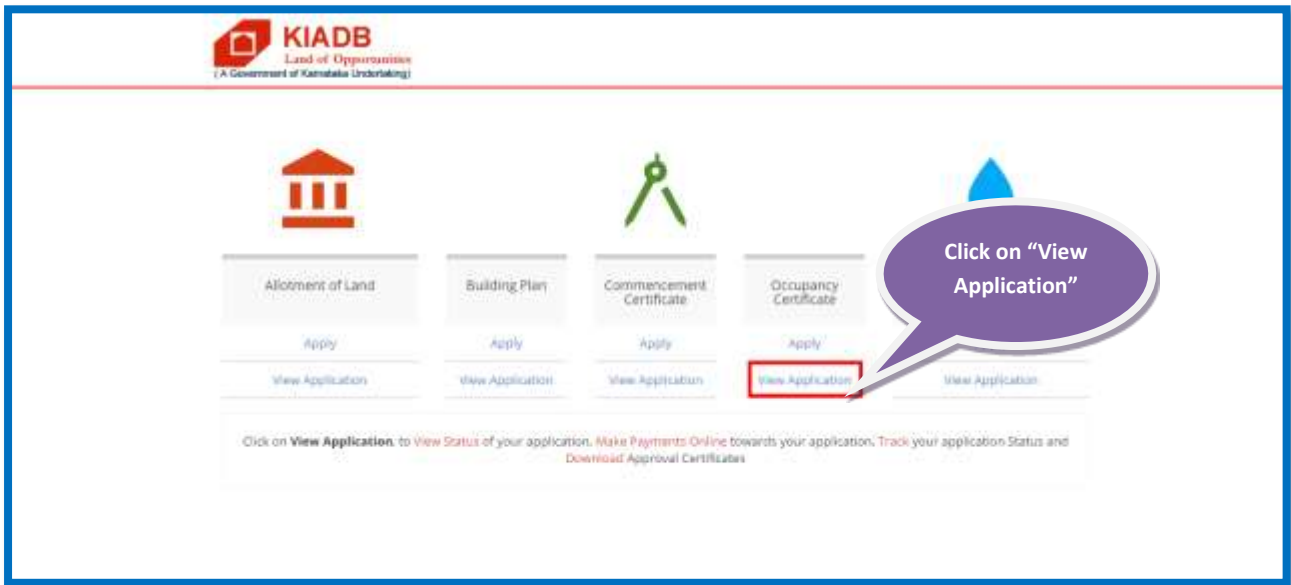 KIADB
Land of Opportunities
( A Government of Karnataka Undertaking)
Click on “View
Application”
Allotment of Land
Building Plan
Commencement
Certificate
Occupancy
Certificate
Apply
Apply
Apply
Apply
View Application
View Application
View Application
View Application
View Application
Click on View Application, to View Status of your application, Make Payments Online towards your application, Track your application Status and
Download Approval Certificates